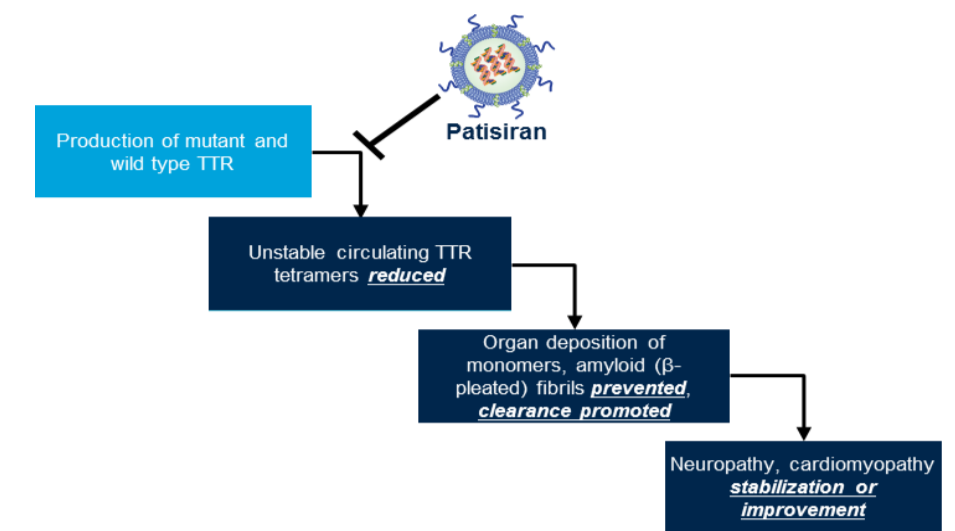 Patisiran
Production of mutant and
wild type TTR
Unstable circulating TTR
tetramers reduced
Organ deposition of
monomers, amyloid (β-
pleated) fibrils prevented,
clearance promoted
Neuropathy, cardiomyopathy
stabilization or
improvement